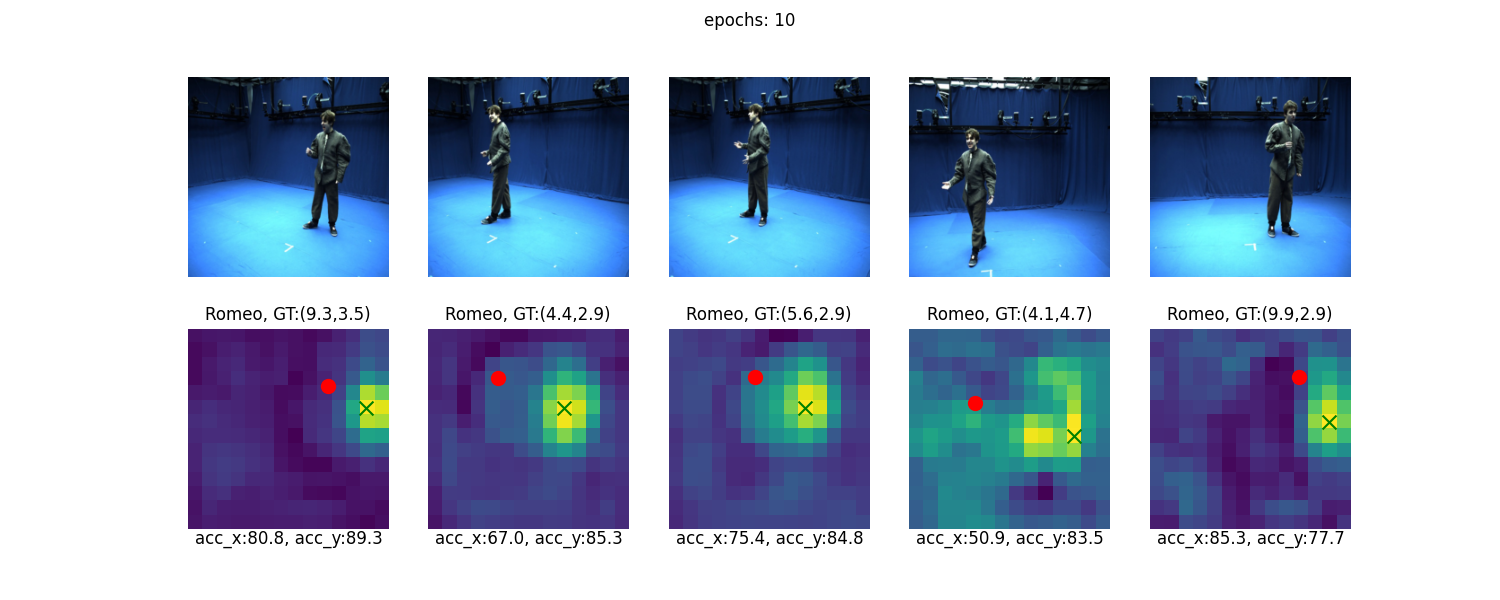 epochs: 10
Romeo, GT:(9.3,3.5)
Romeo, GT:(4.4,2.9)
Romeo, GT:(5.6,2.9)
Romeo, GT:(4.1,4.7)
Romeo, GT:(9.9,2.9)
acc_x:80.8, acc_y:89.3
acc_x:67.0, acc_y:85.3
acc_x:75.4, acc_y:84.8
acc_x:50.9, acc_y:83.5
acc_x:85.3, acc_y:77.7